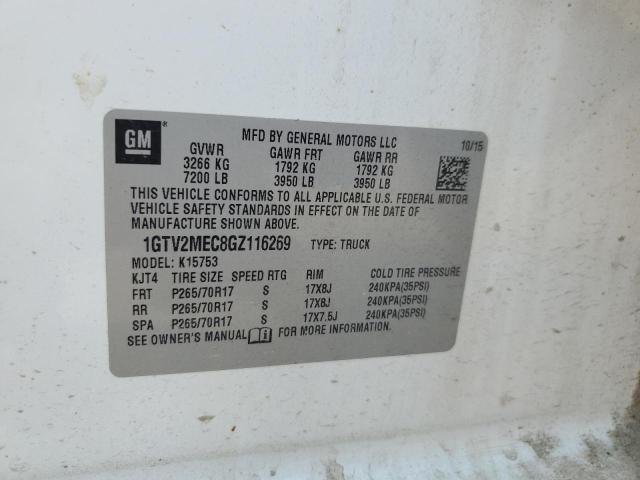 GM
®
MFD BY GENERAL MOTORS LLC
10/15
GVWR GAWR FRT GAWR RR
3266 KG 1792 KG 1792 KG
7200 LB 3950 LB 3950 LB
THIS VEHICLE CONFORMS TO ALL APPLICABLE U.S. FEDERAL MOTOR
VEHICLE SAFETY STANDARDS IN EFFECT ON THE DATE OF
MANUFACTURE SHOWN ABOVE.
1GTV2MEC8GZ116269 TYPE: TRUCK
MODEL: K15753
KJT4 TIRE SIZE SPEED RTG RIM COLD TIRE PRESSURE
FRT P265/70R17 S 17X8J 240KPA(35PSI)
RR P265/70R17 S 17X8J 240KPA(35PSI)
SPA P265/70R17 S 17X7.5J 240KPA(35PSI)
SEE OWNER'S MANUAL FOR MORE INFORMATION.